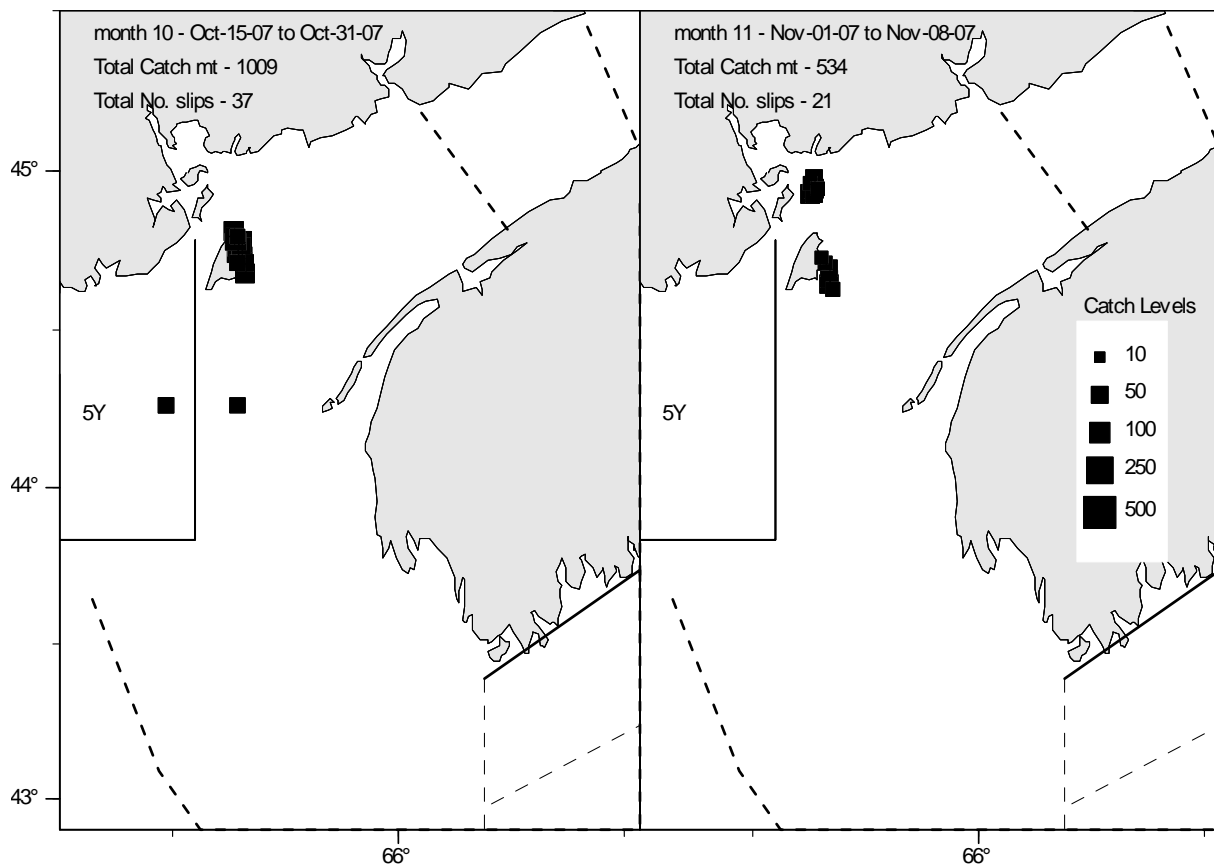 month 10 - Oct-15-07 to Oct-31-07
Total Catch mt - 1009
Total No. slips - 37
month 11 - Nov-01-07 to Nov-08-07
Total Catch mt - 534
Total No. slips - 21
45°
44°
43°
5Y
5Y
Catch Levels
10
50
100
250
500
66°
66°